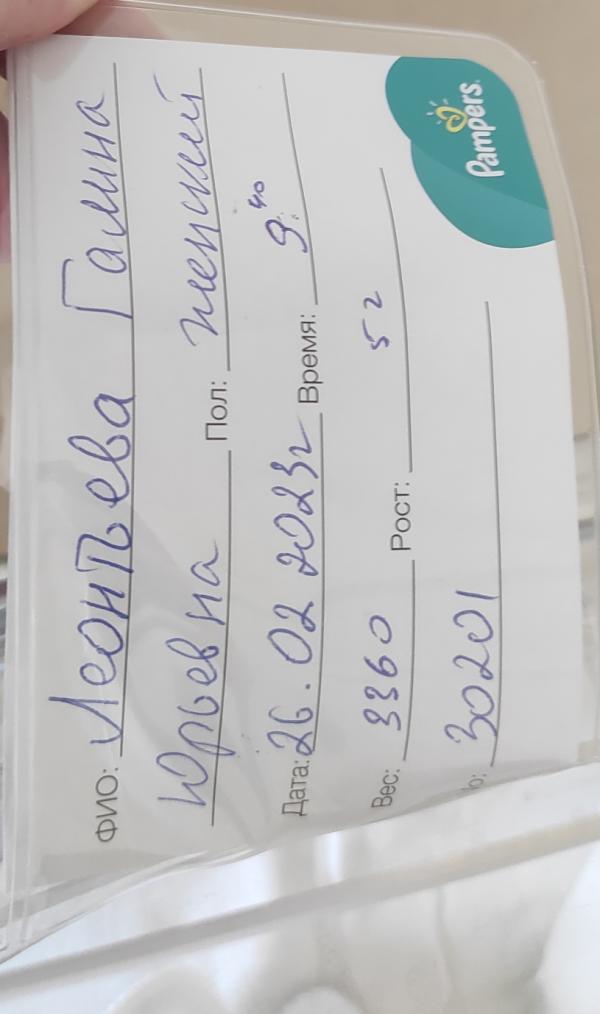 Pampers
ФИО: Леонтьева Галина
Юрьевна Пол: женский
Дата: 26.02 2023г Время: 9:40
Вес: 3360 Рост: 52
30201